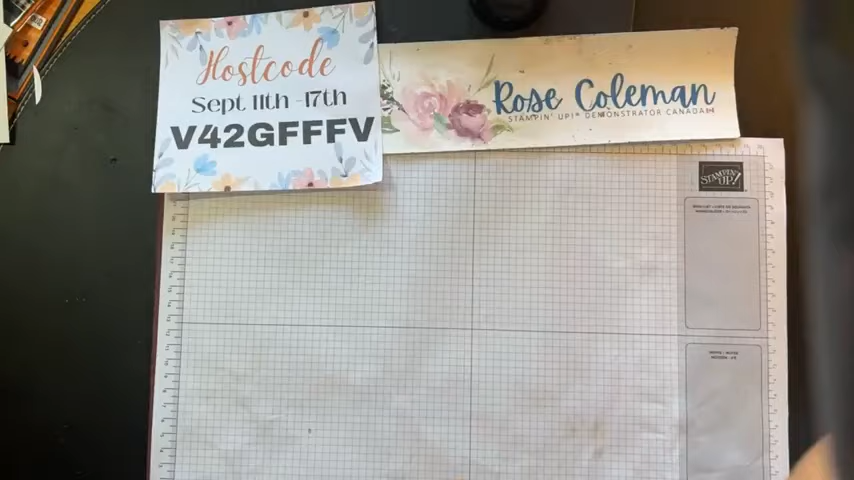 Hostcode
Sept 11th -17th
V42GFFFV
Rose Coleman
STAMPIN' UP!® DEMONSTRATOR CANADA
STAMPIN' UP!